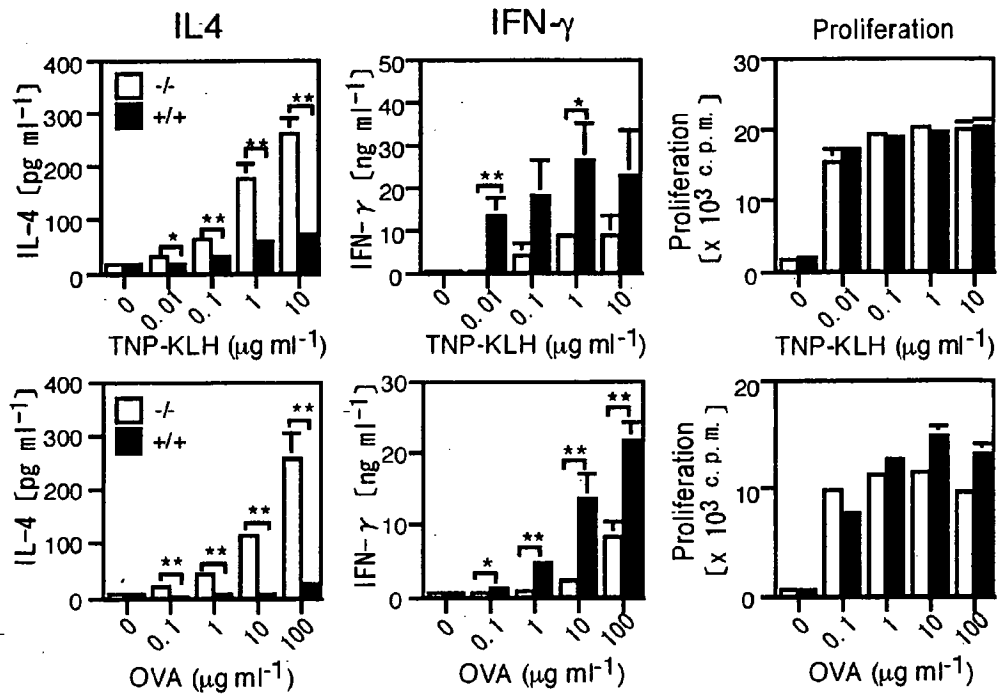 IL4
IFN-γ
Proliferation
IL-4 [pg ml⁻¹]
400
300
200
100
0
-/-
+/+
*
**
**
**
0 0.01 0.1 1 10
TNP-KLH (μg ml⁻¹)
IFN-γ [ng ml⁻¹]
50
40
30
20
10
0
**
*
0 0.01 0.1 1 10
TNP-KLH (μg ml⁻¹)
Proliferation
[x 10³ c.p.m.]
30
20
10
0
0 0.01 0.1 1 10
TNP-KLH (μg ml⁻¹)
IL-4 [pg ml⁻¹]
400
300
200
100
0
-/-
+/+
**
**
**
**
0 0.1 1 10 100
OVA (μg ml⁻¹)
IFN-γ [ng ml⁻¹]
30
20
10
0
*
**
**
**
0 0.1 1 10 100
OVA (μg ml⁻¹)
Proliferation
[x 10³ c.p.m.]
20
10
0
0 0.1 1 10 100
OVA (μg ml⁻¹)